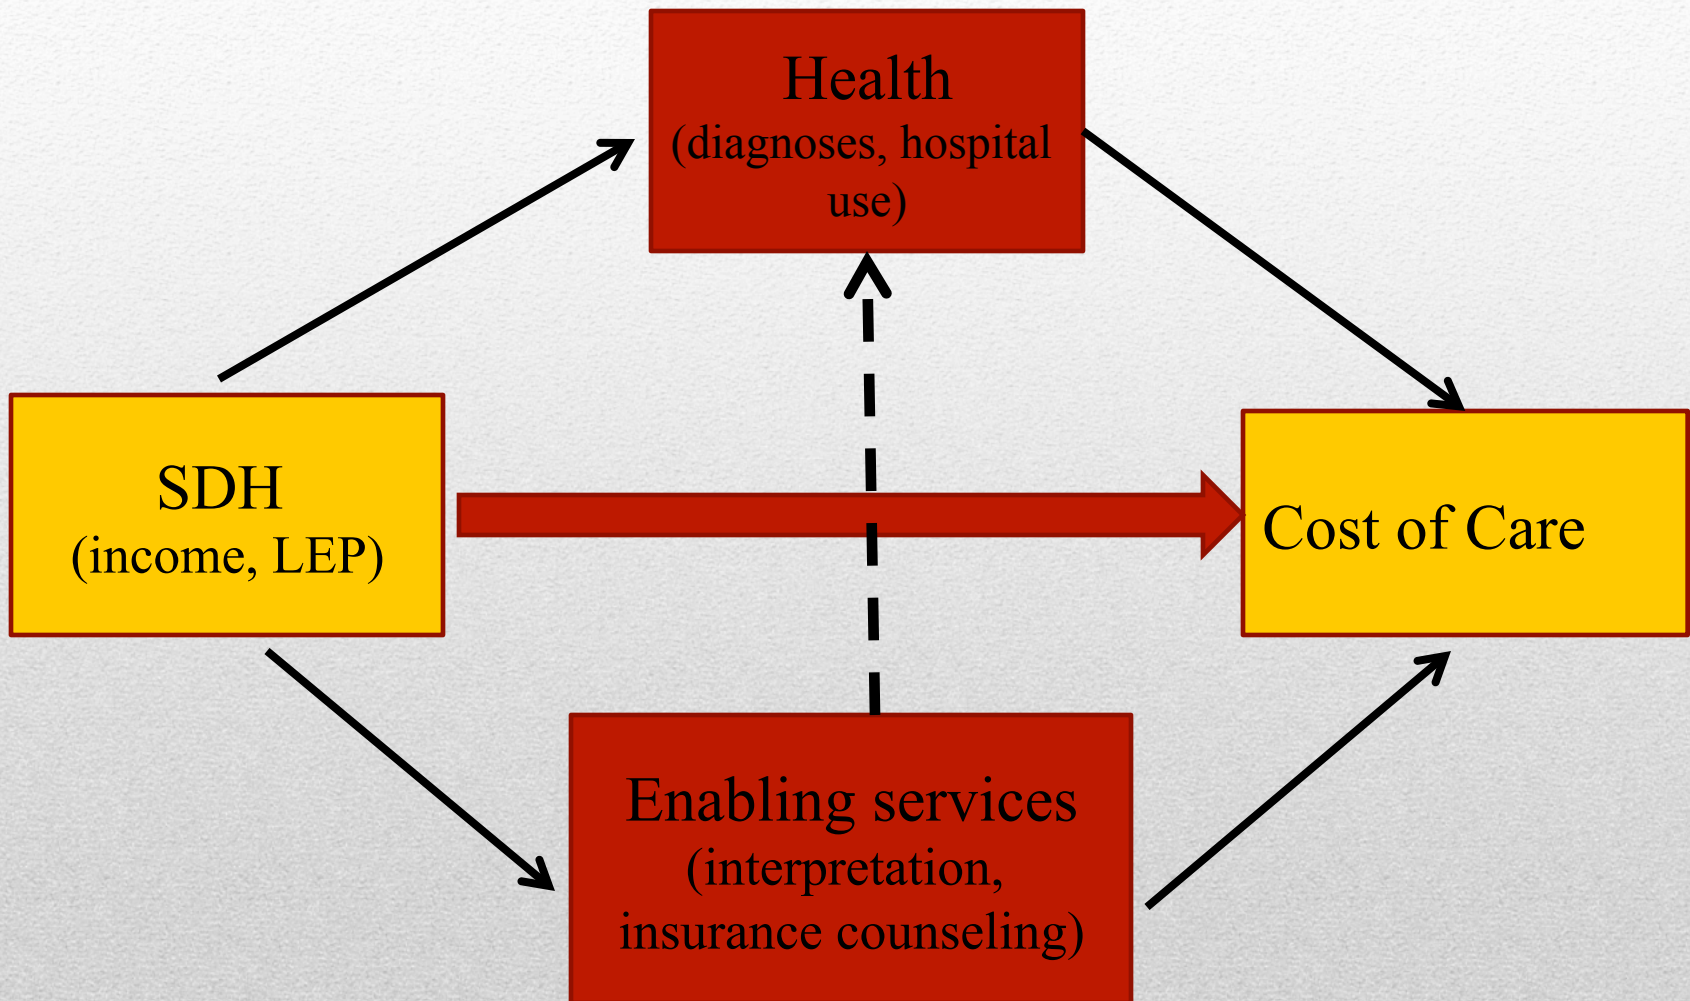 Health
(diagnoses, hospital
use)
SDH
(income, LEP)
Cost of Care
Enabling services
(interpretation,
insurance counseling)